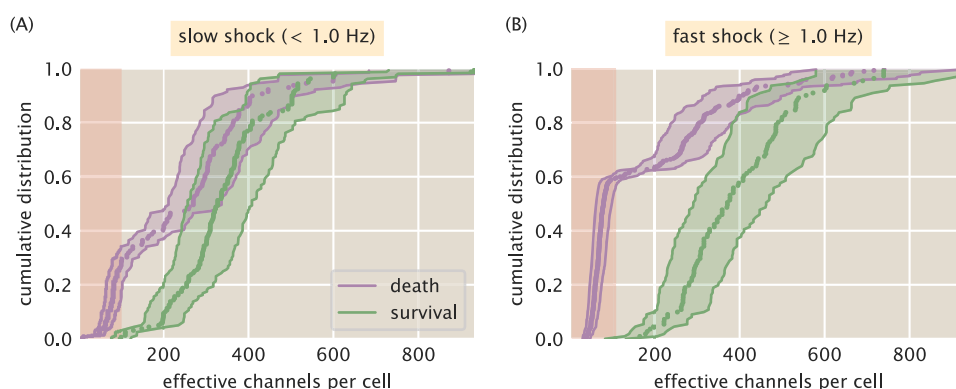 (A)
slow shock (< 1.0 Hz)
1.0
0.8
0.6
0.4
0.2
0.0
cumulative distribution
200
400
600
800
effective channels per cell
death
survival
(B)
fast shock (≥ 1.0 Hz)
1.0
0.8
0.6
0.4
0.2
0.0
cumulative distribution
200
400
600
800
effective channels per cell